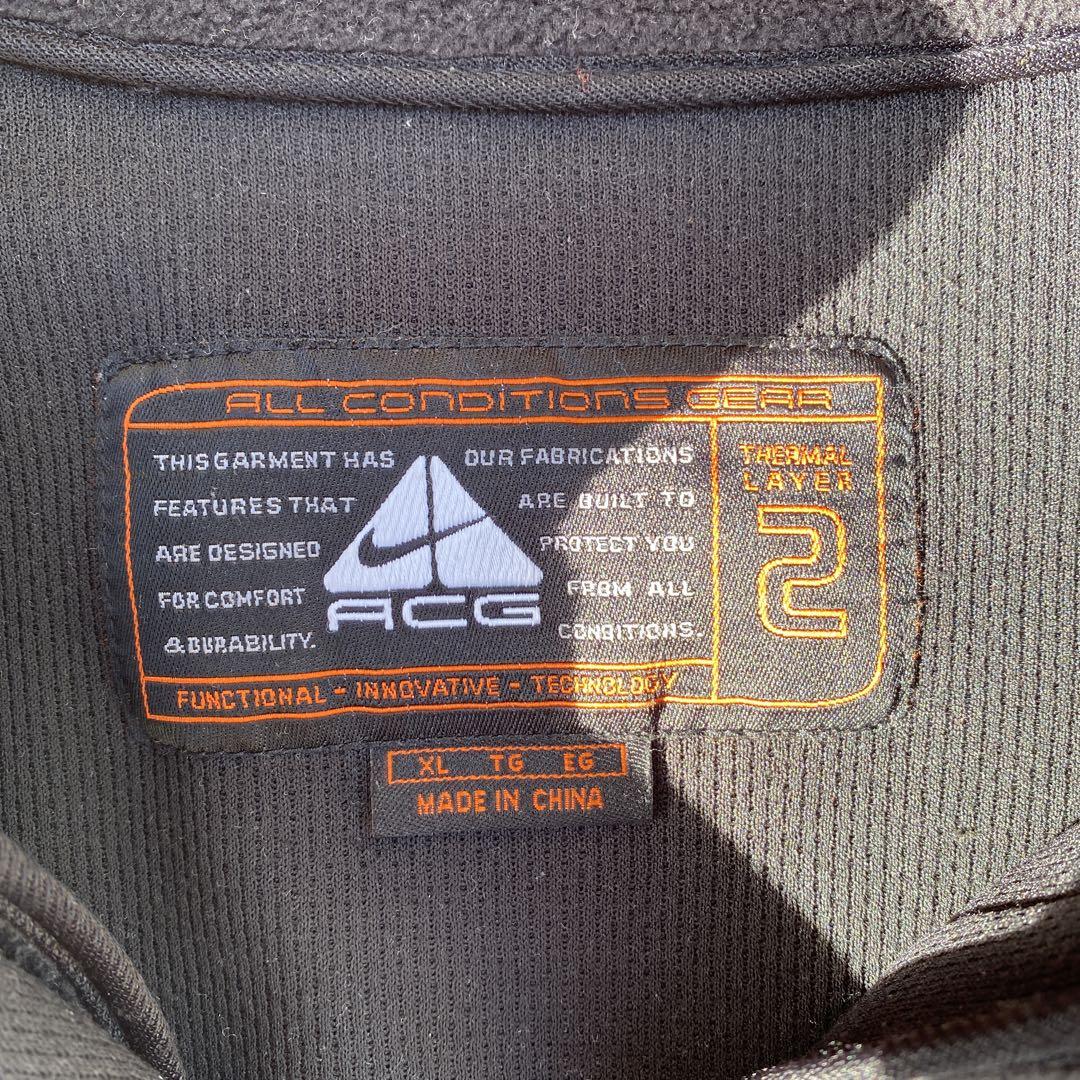 ALL CONDITIONS GEAR
THIS GARMENT HAS
FEATURES THAT
ARE DESIGNED
FOR COMFORT
& DURABILITY.
ACG
OUR FABRICATIONS
ARE BUILT TO
PROTECT YOU
FROM ALL
CONDITIONS.
THERMAL
LAYER
2
FUNCTIONAL - INNOVATIVE - TECHNOLOGY
XL TG EG
MADE IN CHINA